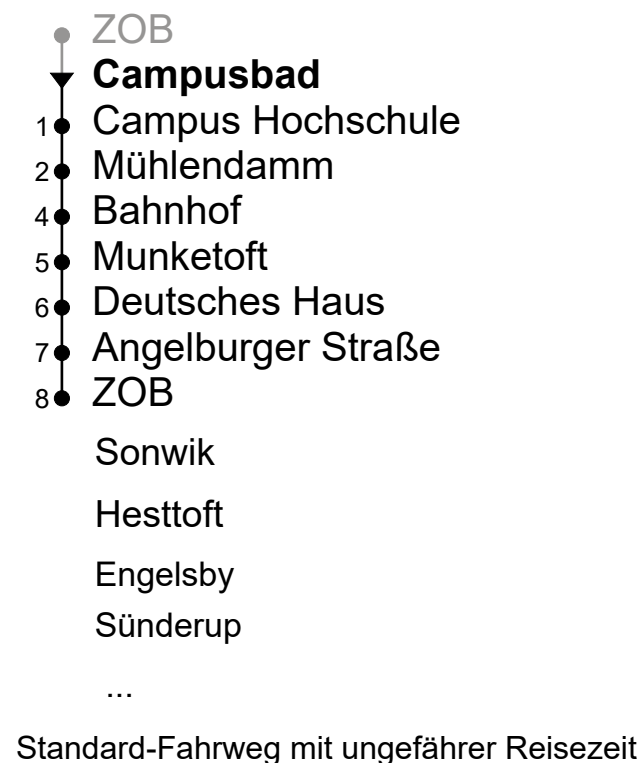 ZOB
Campusbad
1 Campus Hochschule
2 Mühlendamm
4 Bahnhof
5 Munketoft
6 Deutsches Haus
7 Angelburger Straße
8 ZOB
Sonwik
Hesttoft
Engelsby
Sünderup
...
Standard-Fahrweg mit ungefährer Reisezeit